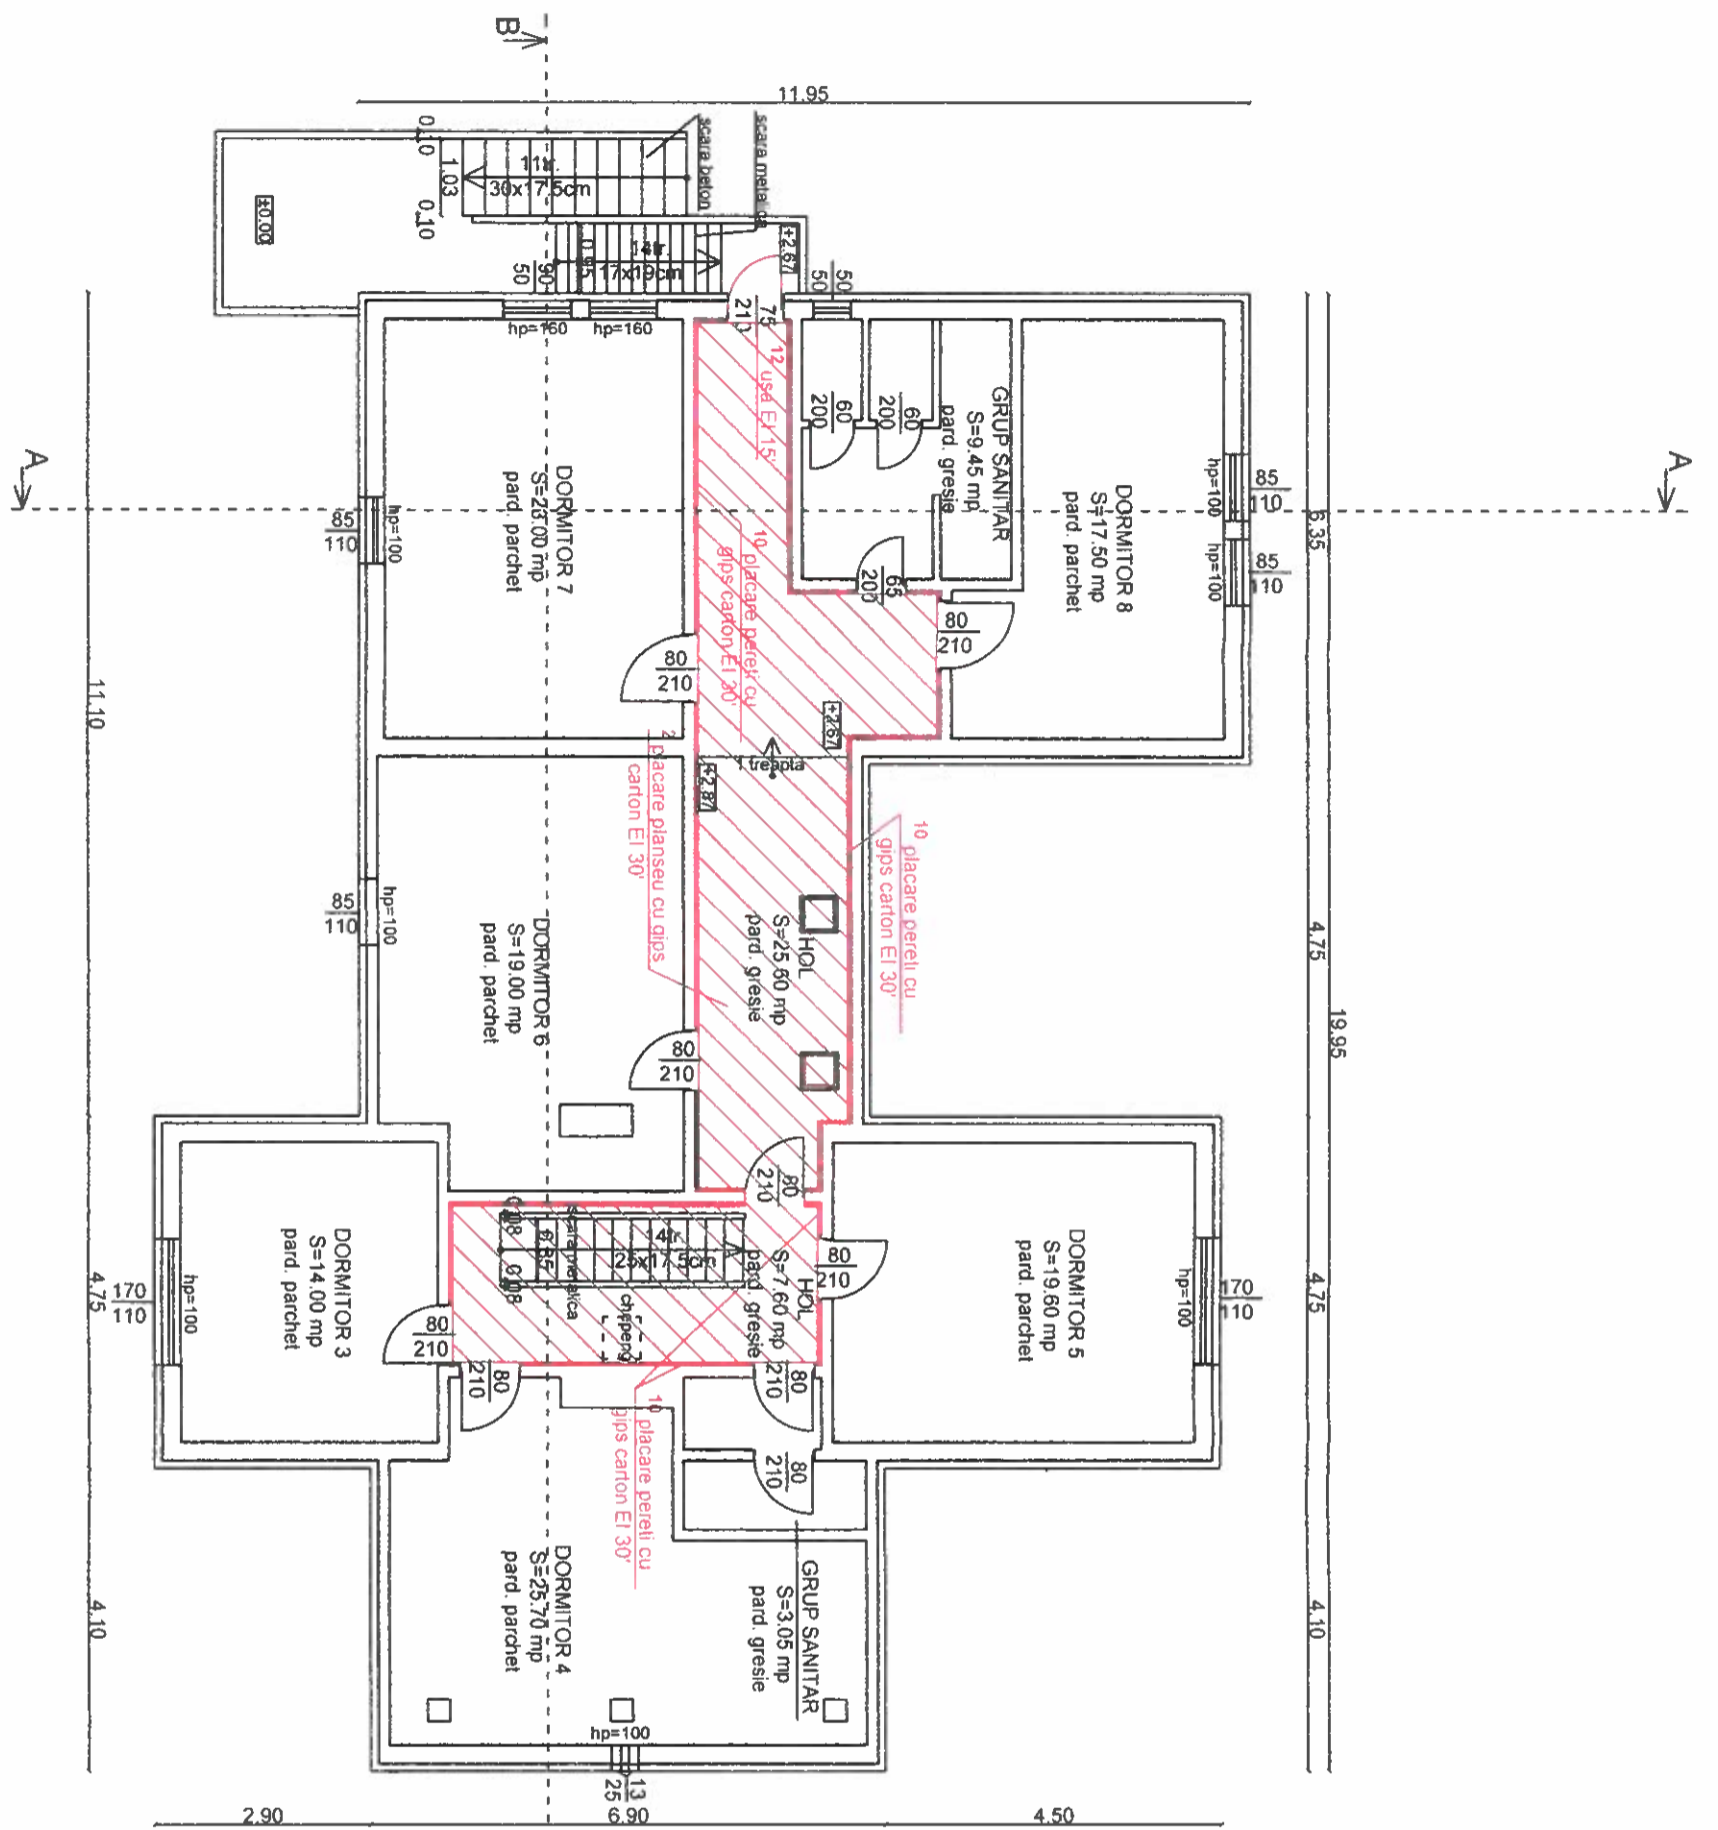 B
11.95
scara beton
scara metalica
0.10
1.03
0.10
11x
30x17.5cm
±0.00
14tr.
17x19cm
0.95
+2.67
90
50
50
50
hp=160
hp=160
75
210
12 usa EI 15'
60
200
60
200
GRUP SANITAR
S=9.45 mp
pard. gresie
65
200
DORMITOR 8
S=17.50 mp
pard. parchet
hp=100
85
110
hp=100
85
110
A
A
6.35
DORMITOR 7
S=23.00 mp
pard. parchet
hp=100
85
110
10 placare pereti cu
gips carton EI 30'
80
210
80
210
+2.67
1 treapta
+2.87
11.10
2 placare planseu cu gips
carton EI 30'
10 placare pereti cu
gips carton EI 30'
HOL
S=25.60 mp
pard. gresie
4.75
19.95
DORMITOR 6
S=19.00 mp
pard. parchet
hp=100
85
110
80
210
80
210
DORMITOR 3
S=14.00 mp
pard. parchet
hp=100
170
110
4.75
0.08
0.85
0.08
scara metalica
14tr.
25x17.5cm
chepeng
HOL
S=7.60 mp
pard. gresie
80
210
DORMITOR 5
S=19.60 mp
pard. parchet
hp=100
170
110
4.75
80
210
80
210
80
210
80
210
10 placare pereti cu
gips carton EI 30'
DORMITOR 4
S=25.70 mp
pard. parchet
GRUP SANITAR
S=3.05 mp
pard. gresie
4.10
4.10
hp=100
13
25
2.90
6.90
4.50